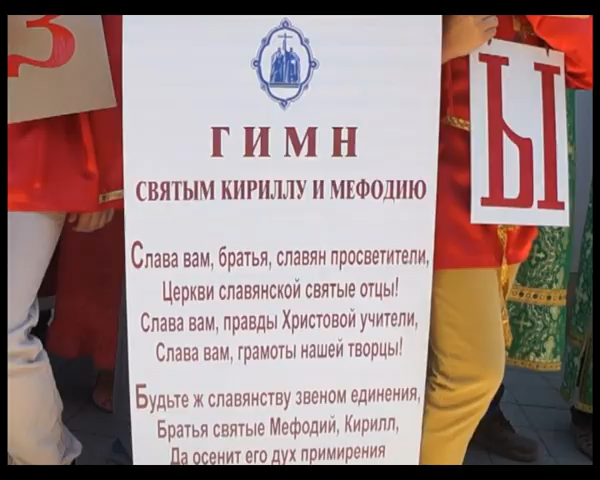 З
Ы
ГИМН
СВЯТЫМ КИРИЛЛУ И МЕФОДИЮ
Слава вам, братья, славян просветители,
Церкви славянской святые отцы!
Слава вам, правды Христовой учители,
Слава вам, грамоты нашей творцы!
Будьте ж славянству звеном единения,
Братья святые Мефодий, Кирилл,
Да осенит его дух примирения